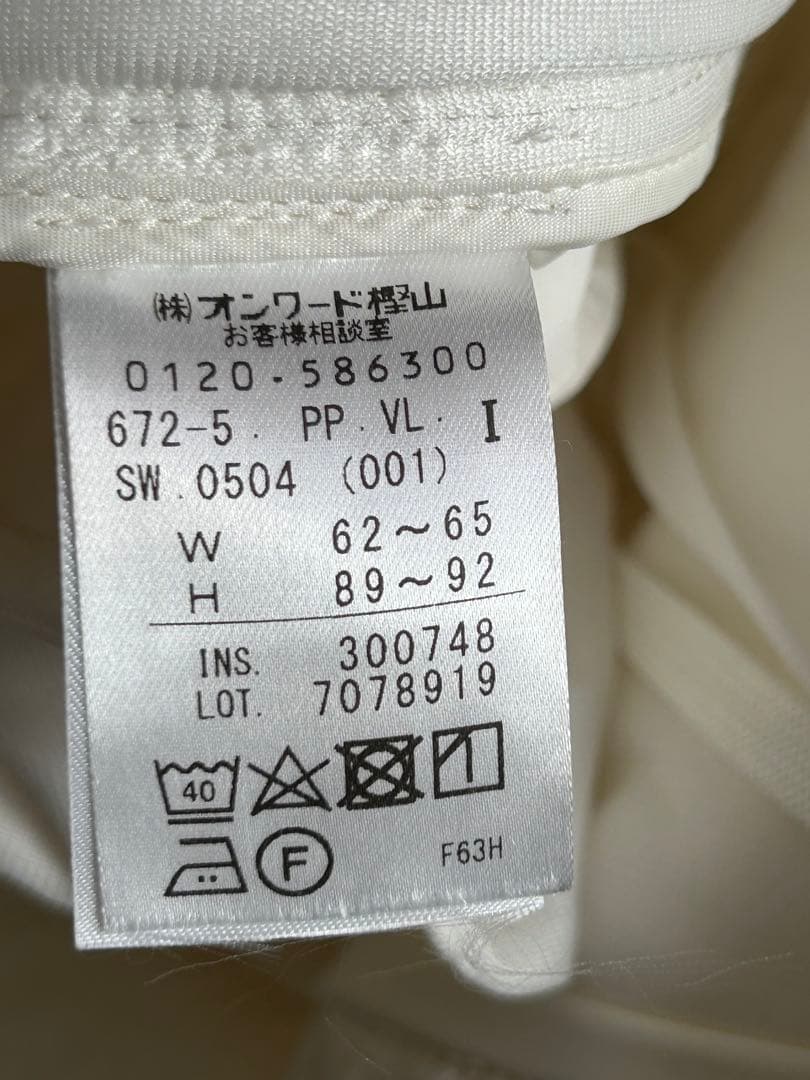 ㈱オンワード樫山
お客様相談室
0120-586300
672-5. PP.VL. I
SW.0504 (001)
W 62～65
H 89～92
INS. 300748
LOT. 7078919
40
F F63H